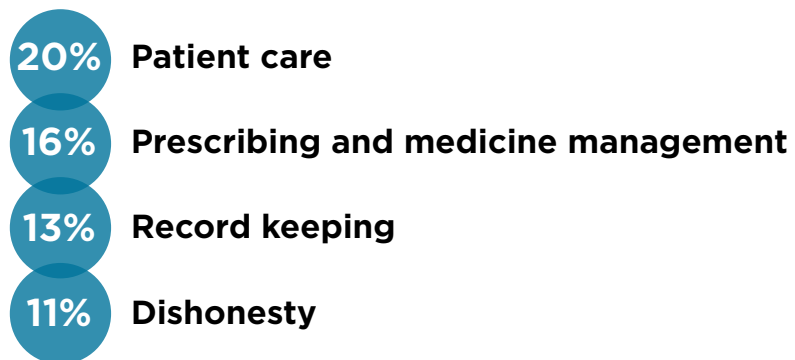 20% Patient care
16% Prescribing and medicine management
13% Record keeping
11% Dishonesty